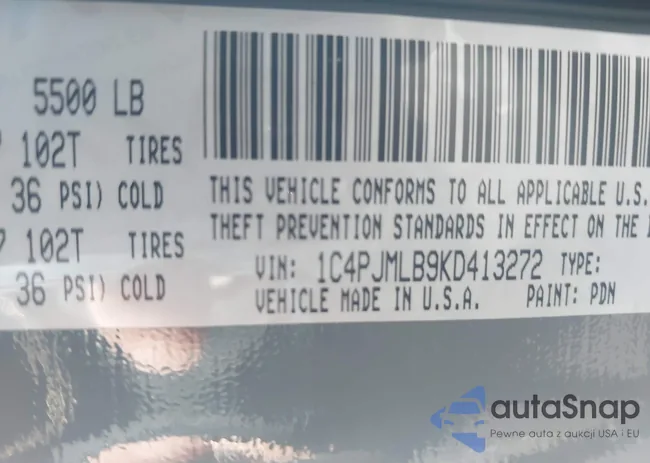 5500 LB
102T TIRES
36 PSI) COLD
102T TIRES
36 PSI) COLD
THIS VEHICLE CONFORMS TO ALL APPLICABLE U.S.
THEFT PREVENTION STANDARDS IN EFFECT ON THE
VIN: 1C4PJMLB9KD413272 TYPE:
VEHICLE MADE IN U.S.A. PAINT: PDN
autaSnap
Pewne auta z aukcji USA i EU